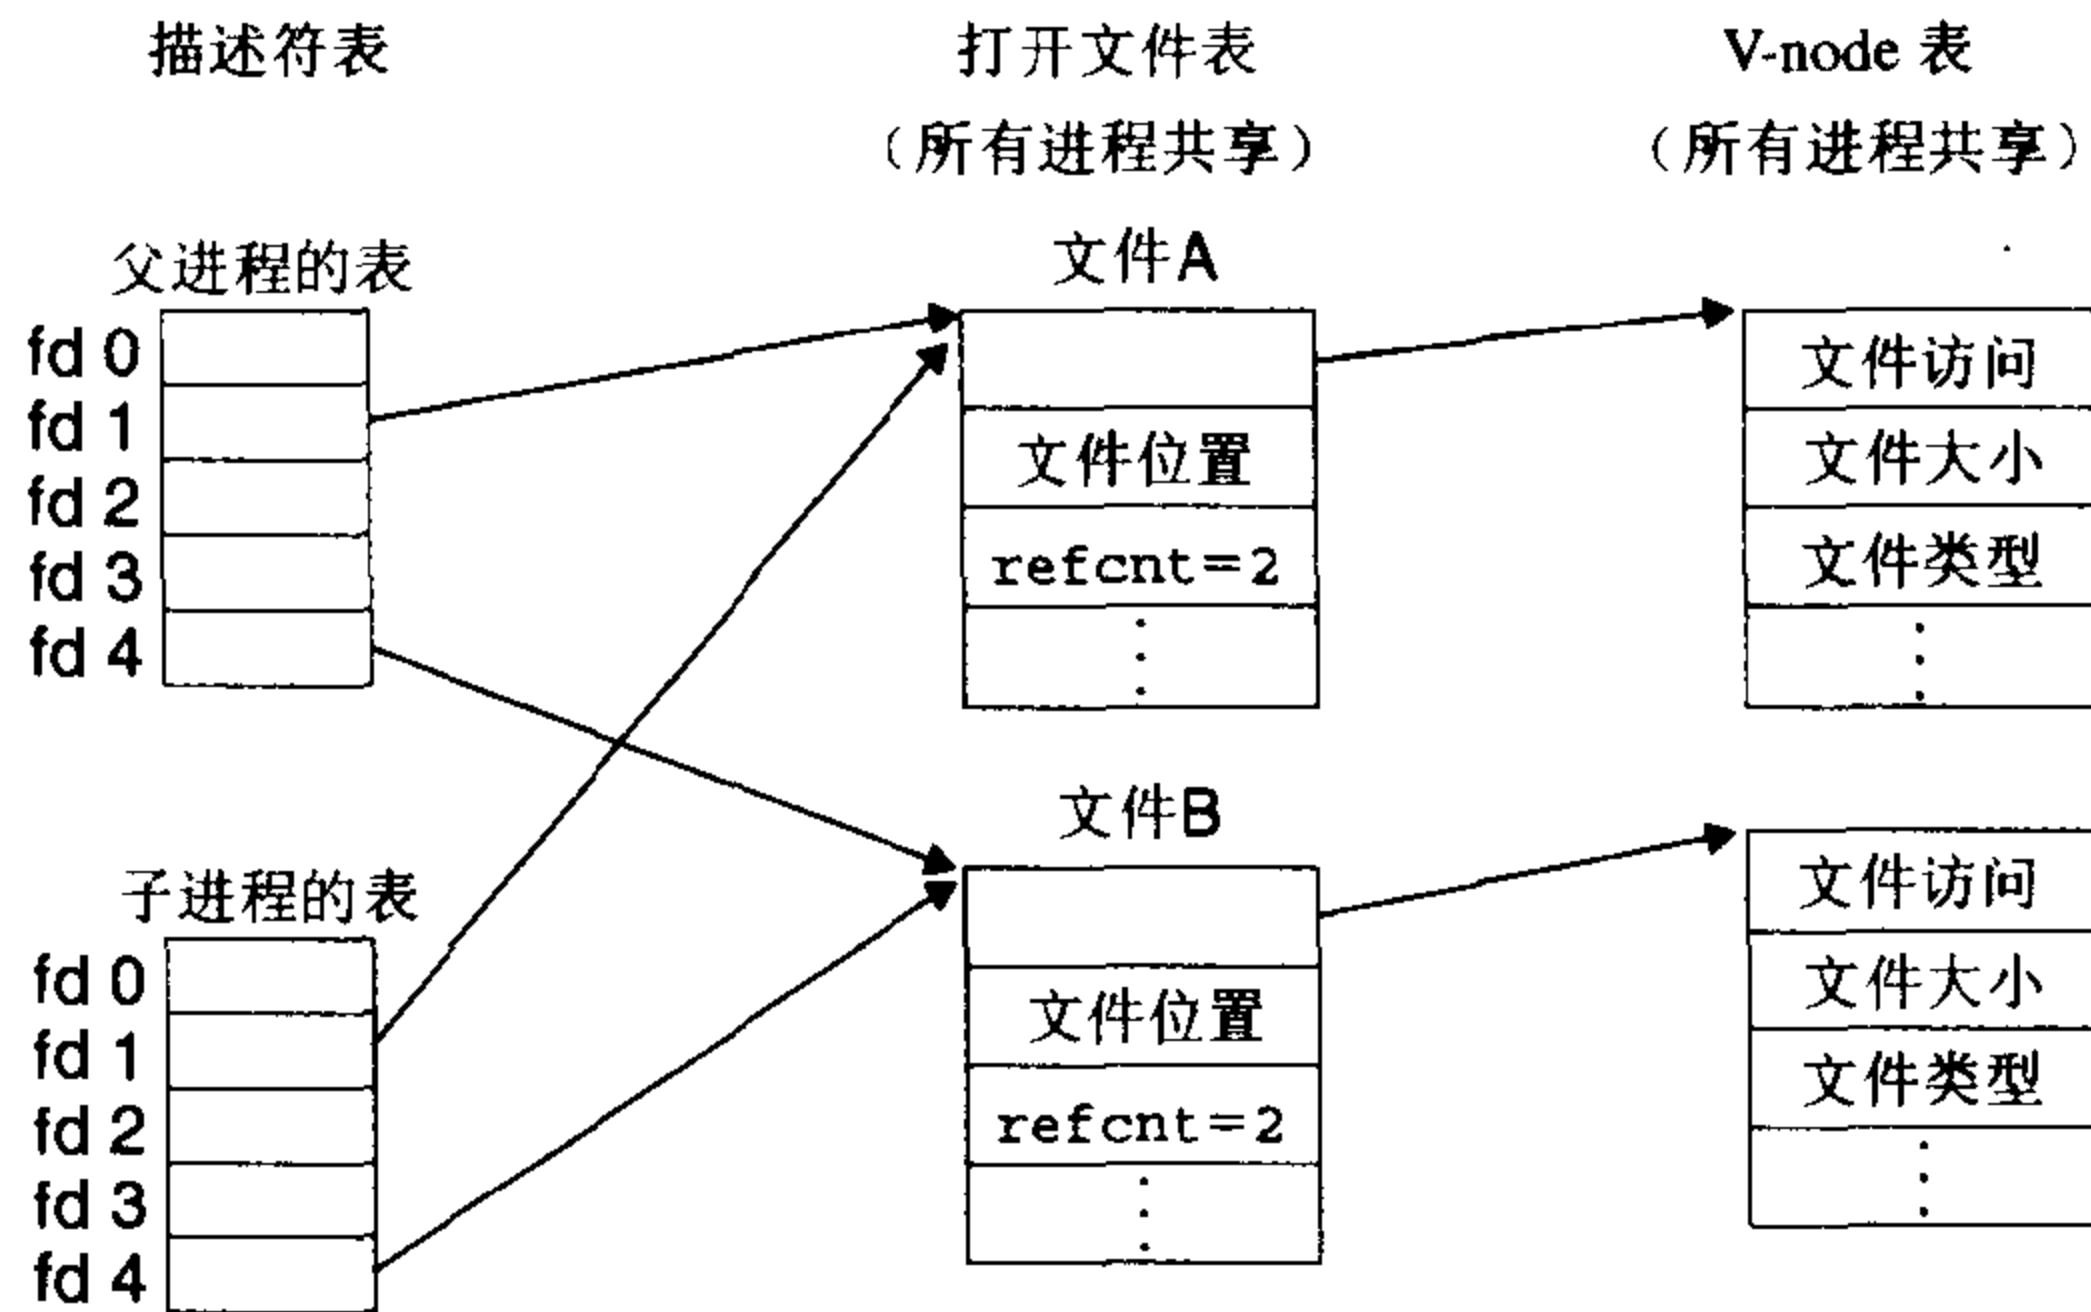 描述符表
打开文件表
(所有进程共享)
V-node 表
(所有进程共享)
父进程的表
fd 0
fd 1
fd 2
fd 3
fd 4
子进程的表
fd 0
fd 1
fd 2
fd 3
fd 4
文件A
文件位置
refcnt=2
文件B
文件位置
refcnt=2
文件访问
文件大小
文件类型
文件访问
文件大小
文件类型